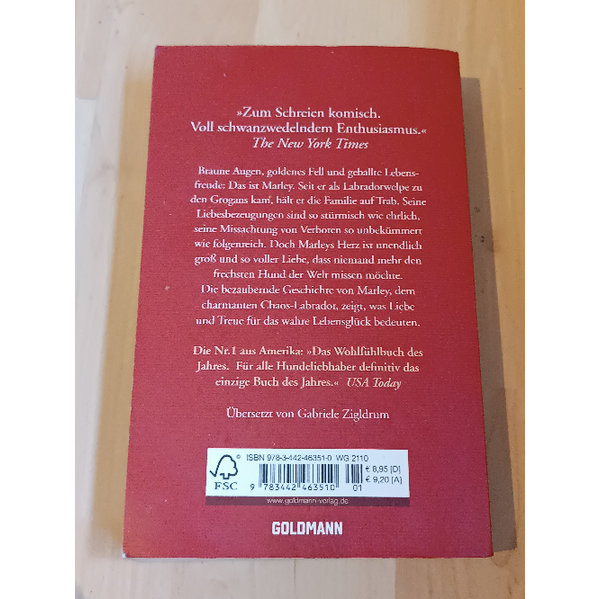 »Zum Schreien komisch.
Voll schwanzwedelndem Enthusiasmus.«
The New York Times
Braune Augen, goldenes Fell und geballte Lebens-
freude: Das ist Marley. Seit er als Labradorwelpe zu
den Grogans kam, hält er die Familie auf Trab. Seine
Liebesbezeugungen sind so stürmisch wie ehrlich,
seine Missachtung von Verboten so unbekümmert
wie folgenreich. Doch Marleys Herz ist unendlich
groß und so voller Liebe, dass niemand mehr den
frechsten Hund der Welt missen möchte.
Die bezaubernde Geschichte von Marley, dem
charmanten Chaos-Labrador, zeigt, was Liebe
und Treue für das wahre Lebensglück bedeuten.
Die Nr. 1 aus Amerika: »Das Wohlfühlbuch des
Jahres. Für alle Hundeliebhaber definitiv das
einzige Buch des Jahres.« USA Today
Übersetzt von Gabriele Zigldrum
ISBN 978-3-442-46351-0 WG 2110
€ 8,95 [D]
€ 9,20 [A]
FSC
9 783442 463510 01
www.goldmann-verlag.de
GOLDMANN